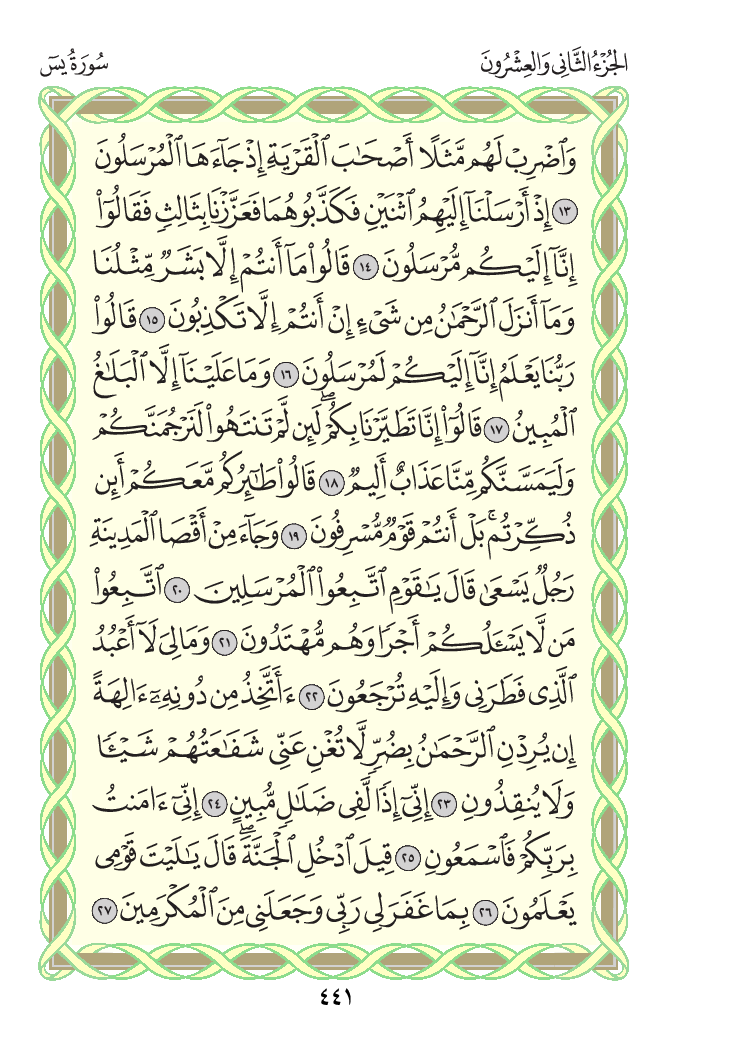 الجُزْءُ الثَّانِي وَالعِشْرُونَ
سُورَةُ يسٓ
وَٱضْرِبْ لَهُم مَّثَلًا أَصْحَٰبَ ٱلْقَرْيَةِ إِذْ جَآءَهَا ٱلْمُرْسَلُونَ
١٣ إِذْ أَرْسَلْنَآ إِلَيْهِمُ ٱثْنَيْنِ فَكَذَّبُوهُمَا فَعَزَّزْنَا بِثَالِثٍ فَقَالُوٓا۟
إِنَّآ إِلَيْكُم مُّرْسَلُونَ ١٤ قَالُوا۟ مَآ أَنتُمْ إِلَّا بَشَرٌ مِّثْلُنَا
وَمَآ أَنزَلَ ٱلرَّحْمَٰنُ مِن شَىْءٍ إِنْ أَنتُمْ إِلَّا تَكْذِبُونَ ١٥ قَالُوا۟
رَبُّنَا يَعْلَمُ إِنَّآ إِلَيْكُمْ لَمُرْسَلُونَ ١٦ وَمَا عَلَيْنَآ إِلَّا ٱلْبَلَٰغُ
ٱلْمُبِينُ ١٧ قَالُوٓا۟ إِنَّا تَطَيَّرْنَا بِكُمْ ۖ لَئِن لَّمْ تَنتَهُوا۟ لَنَرْجُمَنَّكُمْ
وَلَيَمَسَّنَّكُم مِّنَّا عَذَابٌ أَلِيمٌ ١٨ قَالُوا۟ طَٰٓئِرُكُم مَّعَكُمْ أَئِن
ذُكِّرْتُم ۚ بَلْ أَنتُمْ قَوْمٌ مُّسْرِفُونَ ١٩ وَجَآءَ مِنْ أَقْصَا ٱلْمَدِينَةِ
رَجُلٌ يَسْعَىٰ قَالَ يَٰقَوْمِ ٱتَّبِعُوا۟ ٱلْمُرْسَلِينَ ٢٠ ٱتَّبِعُوا۟
مَن لَّا يَسْـَٔلُكُمْ أَجْرًا وَهُم مُّهْتَدُونَ ٢١ وَمَا لِىَ لَآ أَعْبُدُ
ٱلَّذِى فَطَرَنِى وَإِلَيْهِ تُرْجَعُونَ ٢٢ ءَأَتَّخِذُ مِن دُونِهِۦٓ ءَالِهَةً
إِن يُرِدْنِ ٱلرَّحْمَٰنُ بِضُرٍّ لَّا تُغْنِ عَنِّى شَفَٰعَتُهُمْ شَيْـًٔا
وَلَا يُنقِذُونِ ٢٣ إِنِّىٓ إِذًا لَّفِى ضَلَٰلٍ مُّبِينٍ ٢٤ إِنِّىٓ ءَامَنتُ
بِرَبِّكُمْ فَٱسْمَعُونِ ٢٥ قِيلَ ٱدْخُلِ ٱلْجَنَّةَ ۖ قَالَ يَٰلَيْتَ قَوْمِى
يَعْلَمُونَ ٢٦ بِمَا غَفَرَ لِى رَبِّى وَجَعَلَنِى مِنَ ٱلْمُكْرَمِينَ ٢٧
٤٤١